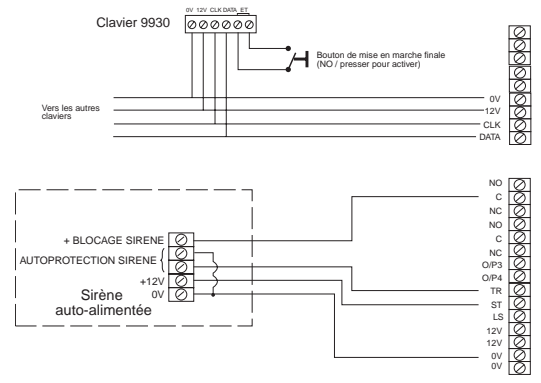 0V 12V CLK DATA ET
Clavier 9930
Bouton de mise en marche finale
(NO / presser pour activer)
Vers les autres
claviers
0V
12V
CLK
DATA
NO
C
NC
NO
C
NC
O/P3
O/P4
TR
ST
LS
12V
12V
0V
0V
+ BLOCAGE SIRENE
AUTOPROTECTION SIRENE
+12V
0V
Sirène
auto-alimentée